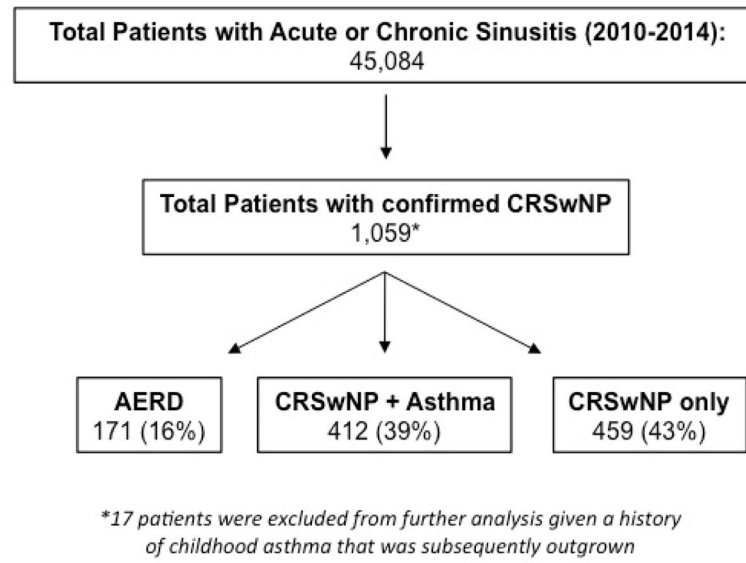 Total Patients with Acute or Chronic Sinusitis (2010-2014):
45,084
Total Patients with confirmed CRSwNP
1,059*
AERD
171 (16%)
CRSwNP + Asthma
412 (39%)
CRSwNP only
459 (43%)
*17 patients were excluded from further analysis given a history
of childhood asthma that was subsequently outgrown